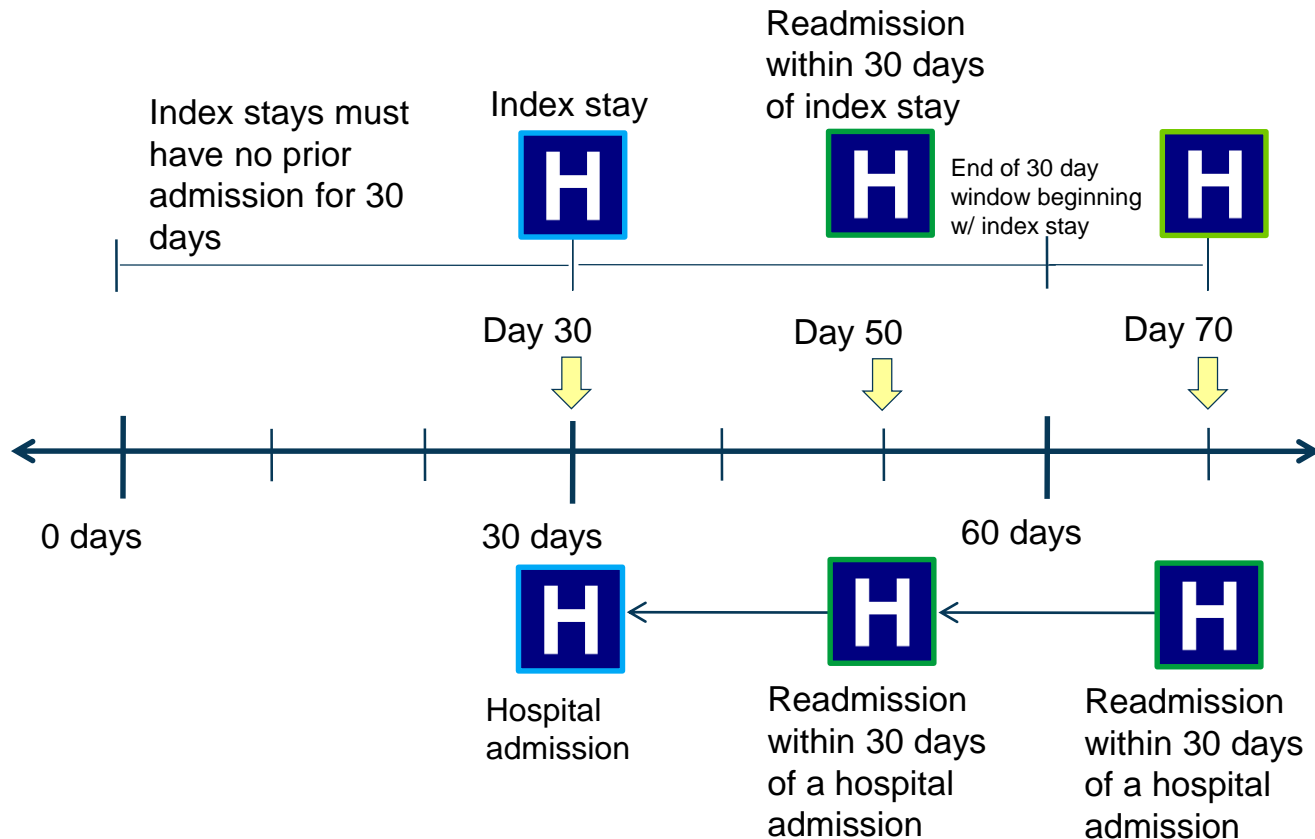 Readmission
within 30 days
of index stay
Index stays must
have no prior
admission for 30
days
Index stay
H
H
End of 30 day
window beginning
w/ index stay
H
Day 30
Day 50
Day 70
0 days
30 days
60 days
H
H
H
Hospital
admission
Readmission
within 30 days
of a hospital
admission
Readmission
within 30 days
of a hospital
admission